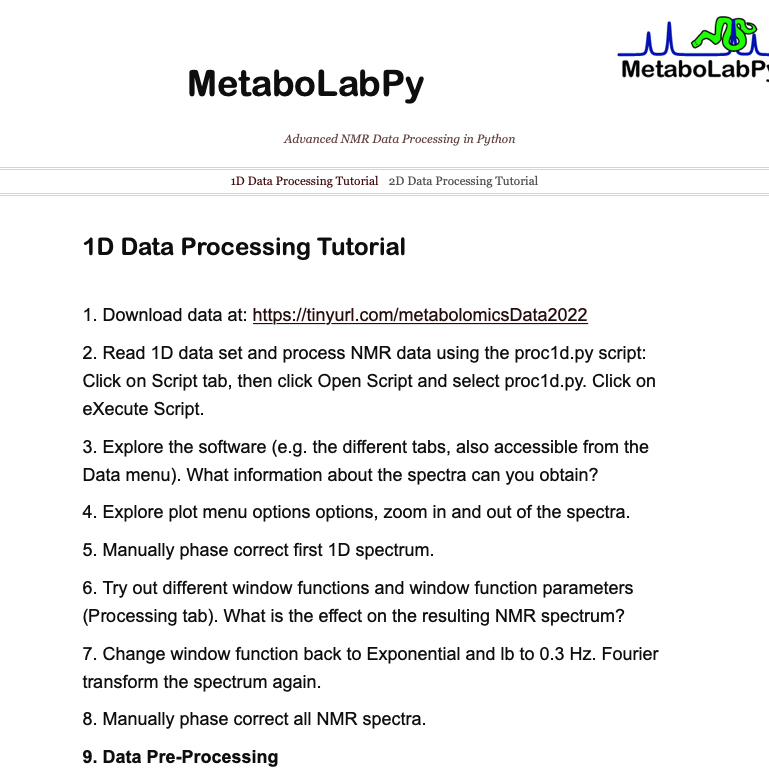 MetaboLabPy
MetaboLabPy
Advanced NMR Data Processing in Python
1D Data Processing Tutorial 2D Data Processing Tutorial
1D Data Processing Tutorial
1. Download data at: https://tinyurl.com/metabolomicsData2022
2. Read 1D data set and process NMR data using the proc1d.py script:
Click on Script tab, then click Open Script and select proc1d.py. Click on
eXecute Script.
3. Explore the software (e.g. the different tabs, also accessible from the
Data menu). What information about the spectra can you obtain?
4. Explore plot menu options options, zoom in and out of the spectra.
5. Manually phase correct first 1D spectrum.
6. Try out different window functions and window function parameters
(Processing tab). What is the effect on the resulting NMR spectrum?
7. Change window function back to Exponential and lb to 0.3 Hz. Fourier
transform the spectrum again.
8. Manually phase correct all NMR spectra.
9. Data Pre-Processing